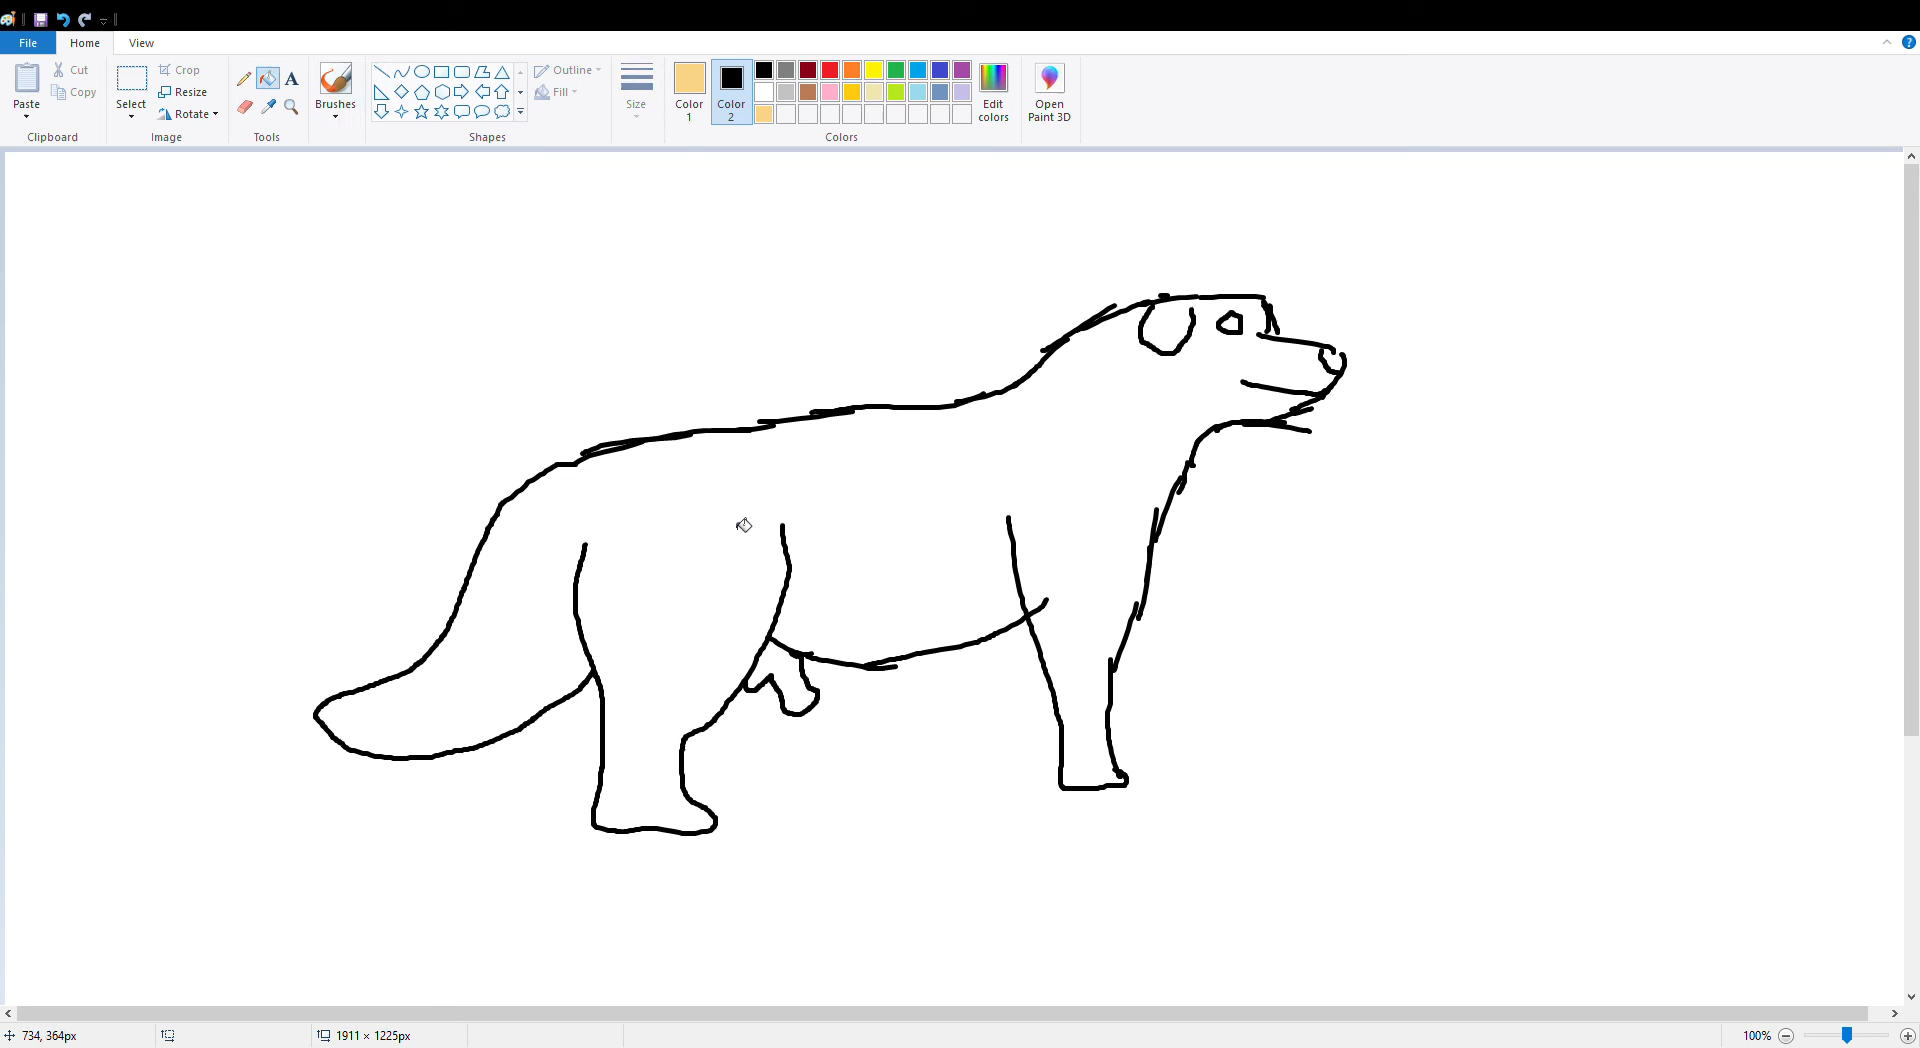 File Home View
Paste Cut Copy Clipboard
Select Crop Resize Rotate Image
A Tools
Brushes
Shapes
Outline Fill
Size
Color 1 Color 2 Edit colors Colors
Open Paint 3D
?
734, 364px 1911 × 1225px 100%